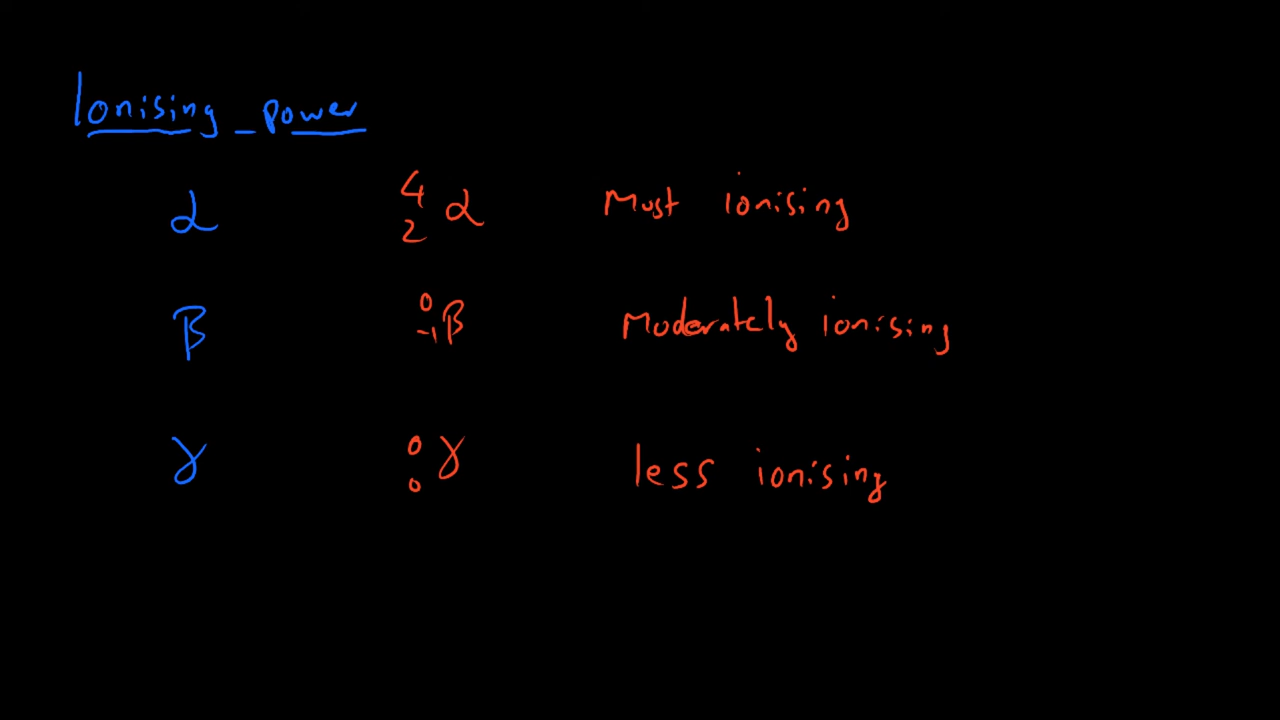 Ionising power
α ⁴₂α Most ionising
β ⁰₋₁β Moderately ionising
γ ⁰₀γ less ionising